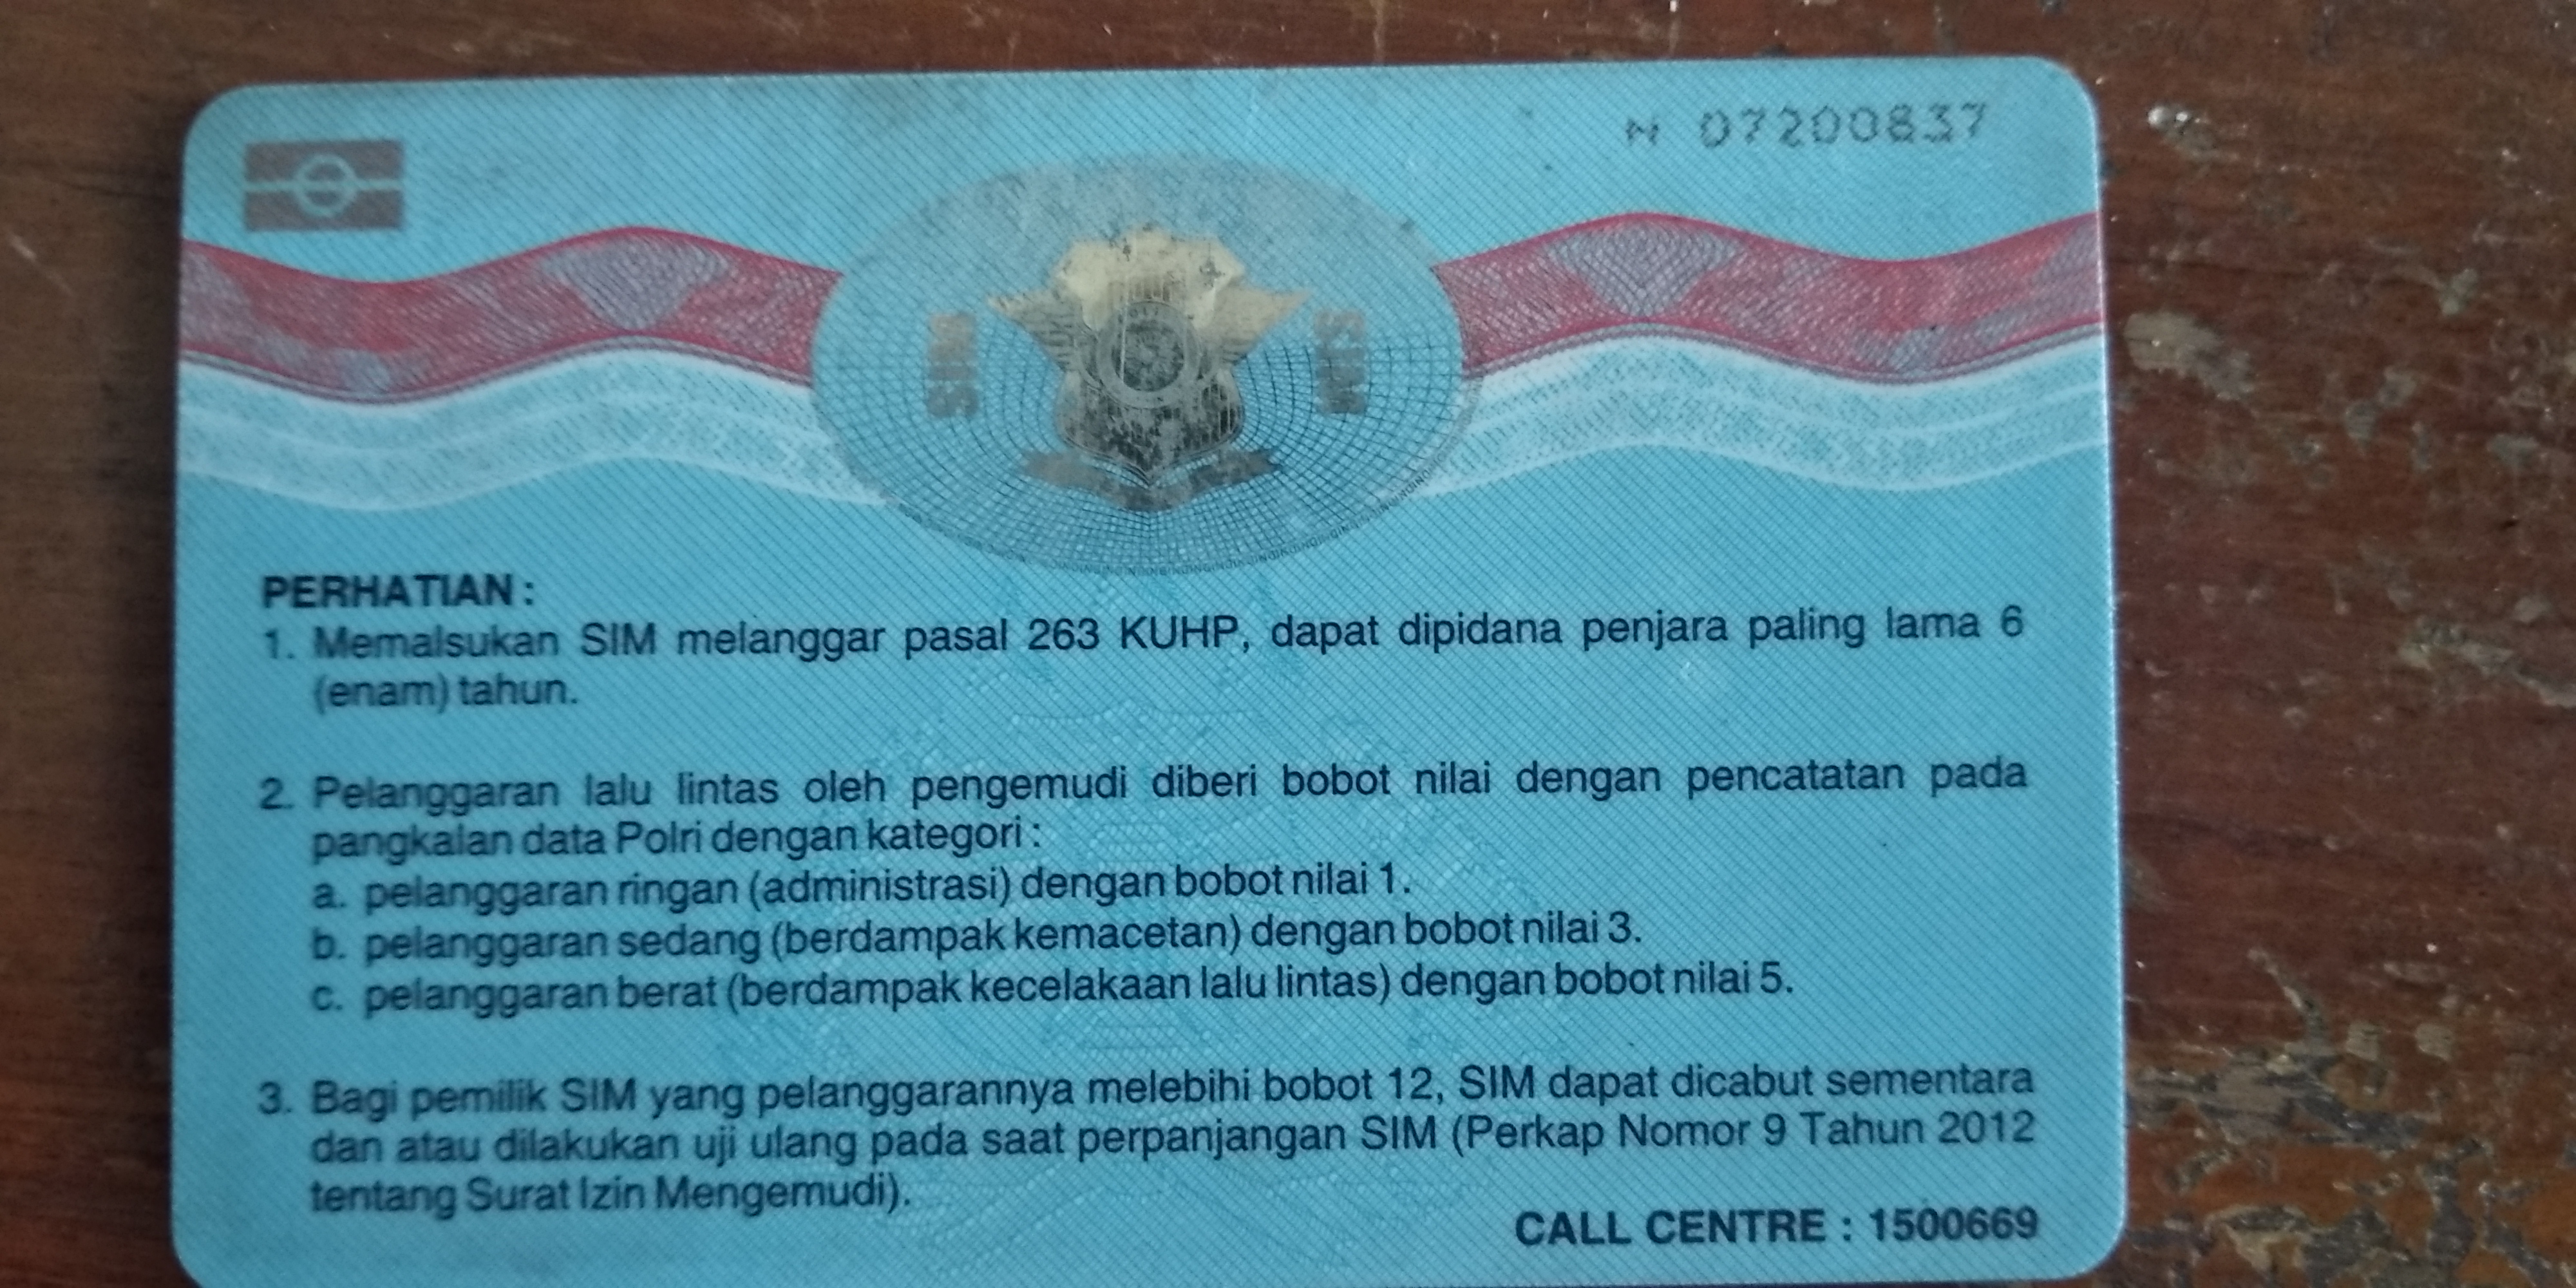 M 07200837
SIM SIM
PERHATIAN :
1. Memalsukan SIM melanggar pasal 263 KUHP, dapat dipidana penjara paling lama 6
(enam) tahun.
2. Pelanggaran lalu lintas oleh pengemudi diberi bobot nilai dengan pencatatan pada
pangkalan data Polri dengan kategori :
a. pelanggaran ringan (administrasi) dengan bobot nilai 1.
b. pelanggaran sedang (berdampak kemacetan) dengan bobot nilai 3.
c. pelanggaran berat (berdampak kecelakaan lalu lintas) dengan bobot nilai 5.
3. Bagi pemilik SIM yang pelanggarannya melebihi bobot 12, SIM dapat dicabut sementara
dan atau dilakukan uji ulang pada saat perpanjangan SIM (Perkap Nomor 9 Tahun 2012
tentang Surat Izin Mengemudi).
CALL CENTRE : 1500669